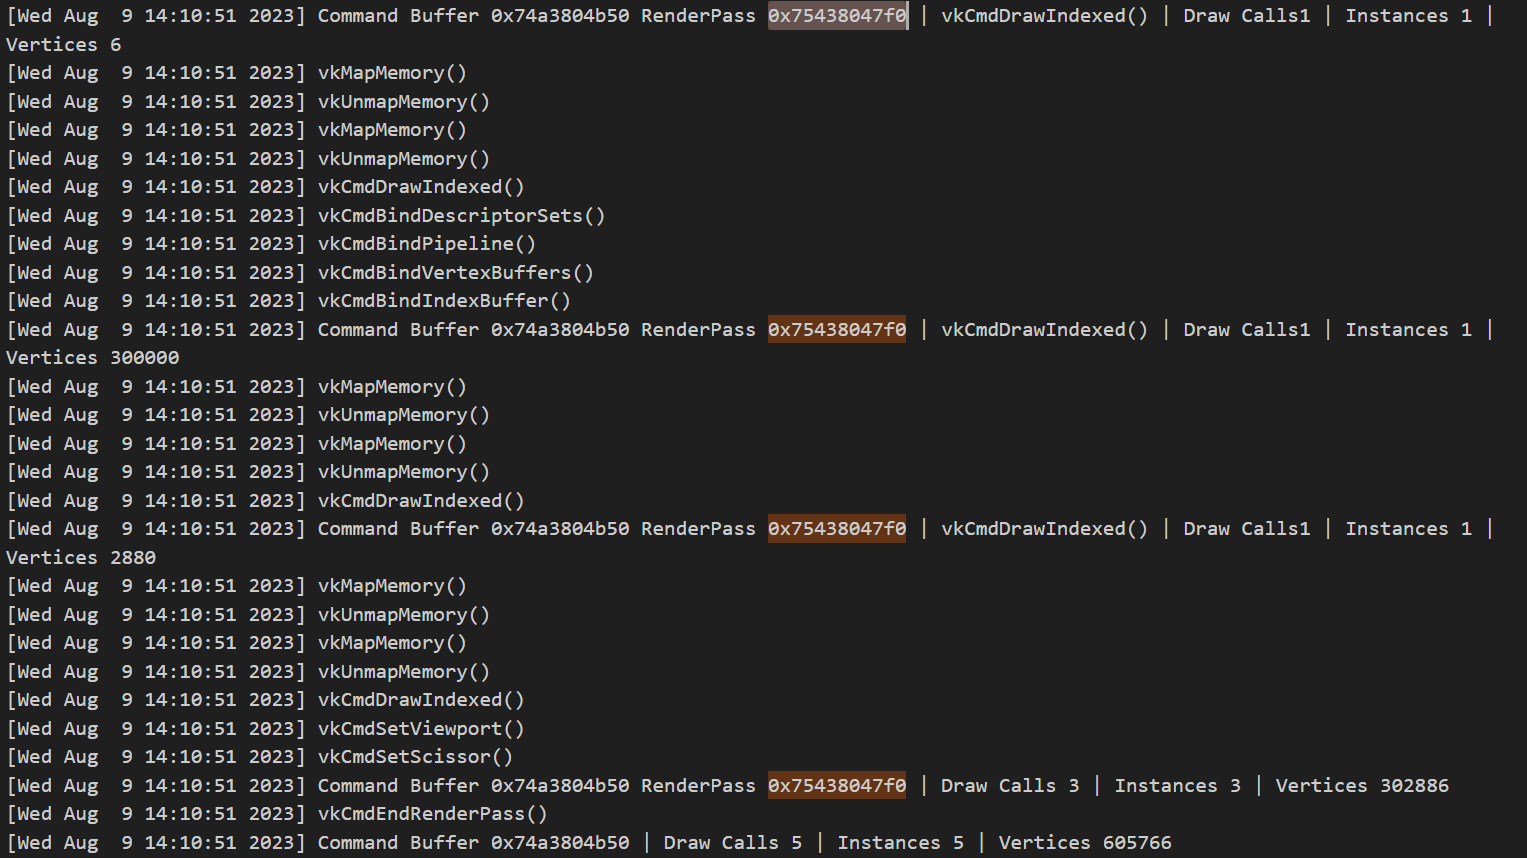 [Wed Aug  9 14:10:51 2023] Command Buffer 0x74a3804b50 RenderPass 0x75438047f0 | vkCmdDrawIndexed() | Draw Calls1 | Instances 1 |
Vertices 6
[Wed Aug  9 14:10:51 2023] vkMapMemory()
[Wed Aug  9 14:10:51 2023] vkUnmapMemory()
[Wed Aug  9 14:10:51 2023] vkMapMemory()
[Wed Aug  9 14:10:51 2023] vkUnmapMemory()
[Wed Aug  9 14:10:51 2023] vkCmdDrawIndexed()
[Wed Aug  9 14:10:51 2023] vkCmdBindDescriptorSets()
[Wed Aug  9 14:10:51 2023] vkCmdBindPipeline()
[Wed Aug  9 14:10:51 2023] vkCmdBindVertexBuffers()
[Wed Aug  9 14:10:51 2023] vkCmdBindIndexBuffer()
[Wed Aug  9 14:10:51 2023] Command Buffer 0x74a3804b50 RenderPass 0x75438047f0 | vkCmdDrawIndexed() | Draw Calls1 | Instances 1 |
Vertices 300000
[Wed Aug  9 14:10:51 2023] vkMapMemory()
[Wed Aug  9 14:10:51 2023] vkUnmapMemory()
[Wed Aug  9 14:10:51 2023] vkMapMemory()
[Wed Aug  9 14:10:51 2023] vkUnmapMemory()
[Wed Aug  9 14:10:51 2023] vkCmdDrawIndexed()
[Wed Aug  9 14:10:51 2023] Command Buffer 0x74a3804b50 RenderPass 0x75438047f0 | vkCmdDrawIndexed() | Draw Calls1 | Instances 1 |
Vertices 2880
[Wed Aug  9 14:10:51 2023] vkMapMemory()
[Wed Aug  9 14:10:51 2023] vkUnmapMemory()
[Wed Aug  9 14:10:51 2023] vkMapMemory()
[Wed Aug  9 14:10:51 2023] vkUnmapMemory()
[Wed Aug  9 14:10:51 2023] vkCmdDrawIndexed()
[Wed Aug  9 14:10:51 2023] vkCmdSetViewport()
[Wed Aug  9 14:10:51 2023] vkCmdSetScissor()
[Wed Aug  9 14:10:51 2023] Command Buffer 0x74a3804b50 RenderPass 0x75438047f0 | Draw Calls 3 | Instances 3 | Vertices 302886
[Wed Aug  9 14:10:51 2023] vkCmdEndRenderPass()
[Wed Aug  9 14:10:51 2023] Command Buffer 0x74a3804b50 | Draw Calls 5 | Instances 5 | Vertices 605766